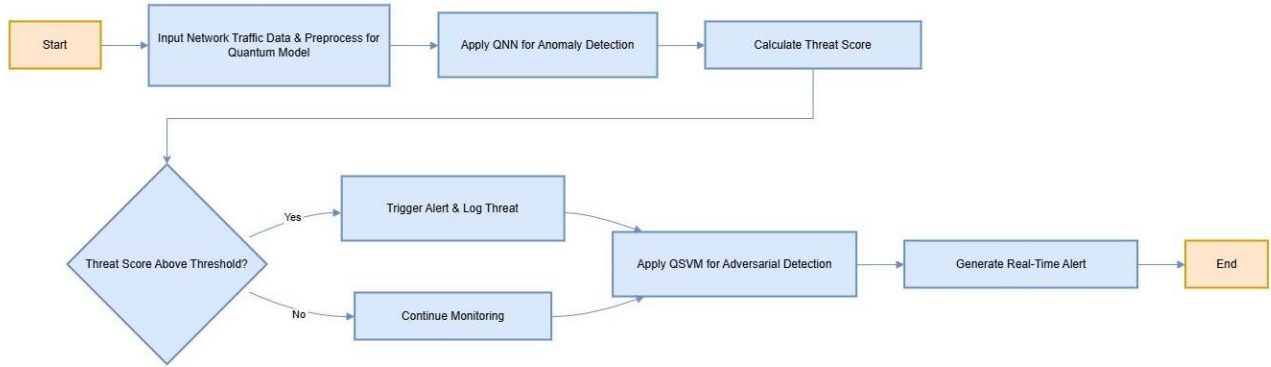 Start
Input Network Traffic Data & Preprocess for
Quantum Model
Apply QNN for Anomaly Detection
Calculate Threat Score
Threat Score Above Threshold?
Yes
Trigger Alert & Log Threat
No
Continue Monitoring
Apply QSVM for Adversarial Detection
Generate Real-Time Alert
End